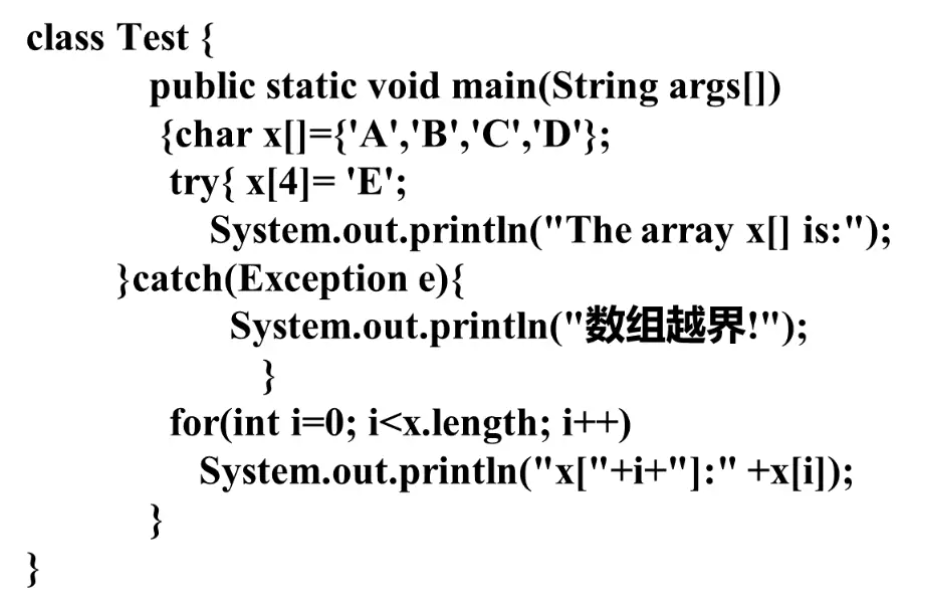 class Test {
public static void main(String args[])
{char x[]={'A','B','C','D'};
try{ x[4]= 'E';
System.out.println("The array x[] is:");
}catch(Exception e){
System.out.println("数组越界!");
}
for(int i=0; i<x.length; i++)
System.out.println("x["+i+"]:" +x[i]);
}
}